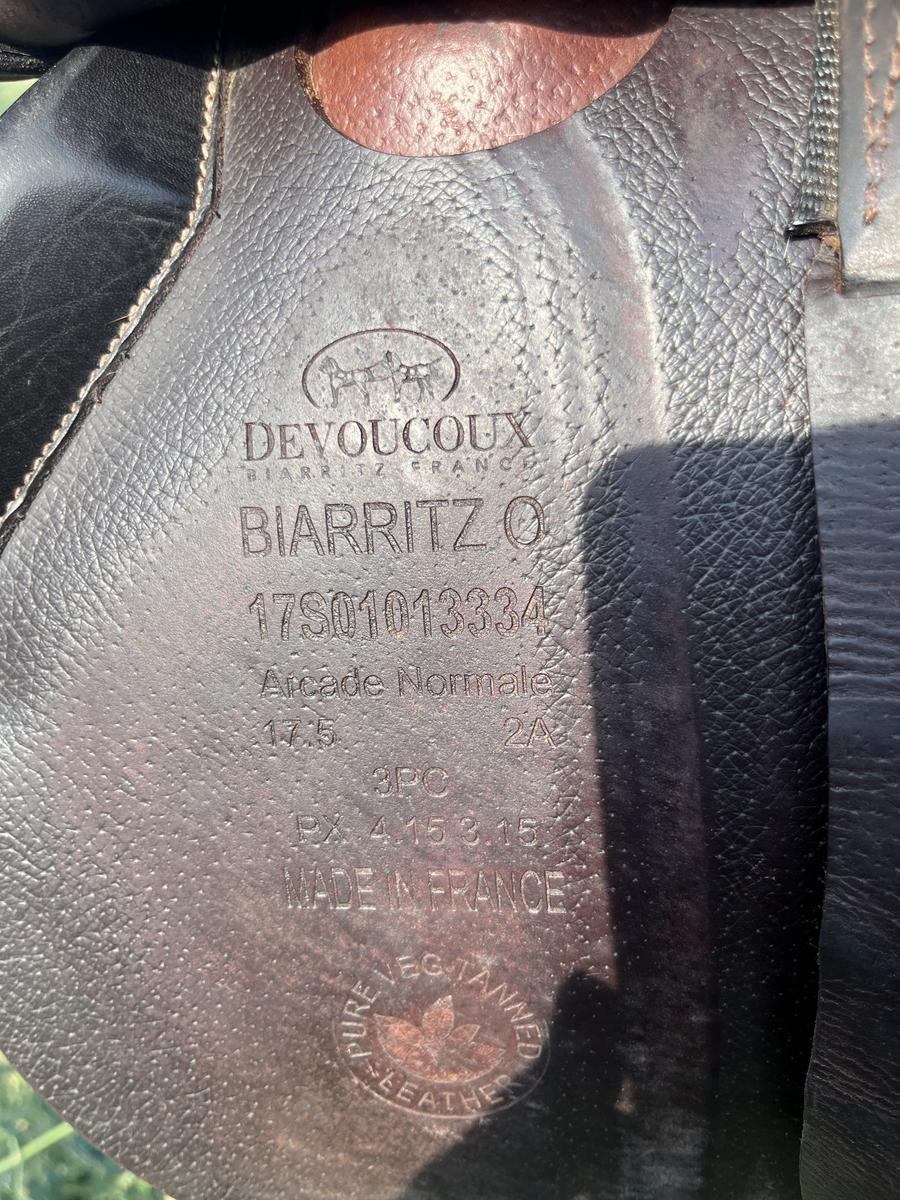 DEVOUCOUX
BIARRITZ FRANCE
BIARRITZ O
17S01013334
Arcade Normale
17.5 2A
3PC
PX 4.15 3.15
MADE IN FRANCE
PURE VEG TANNED
LEATHER